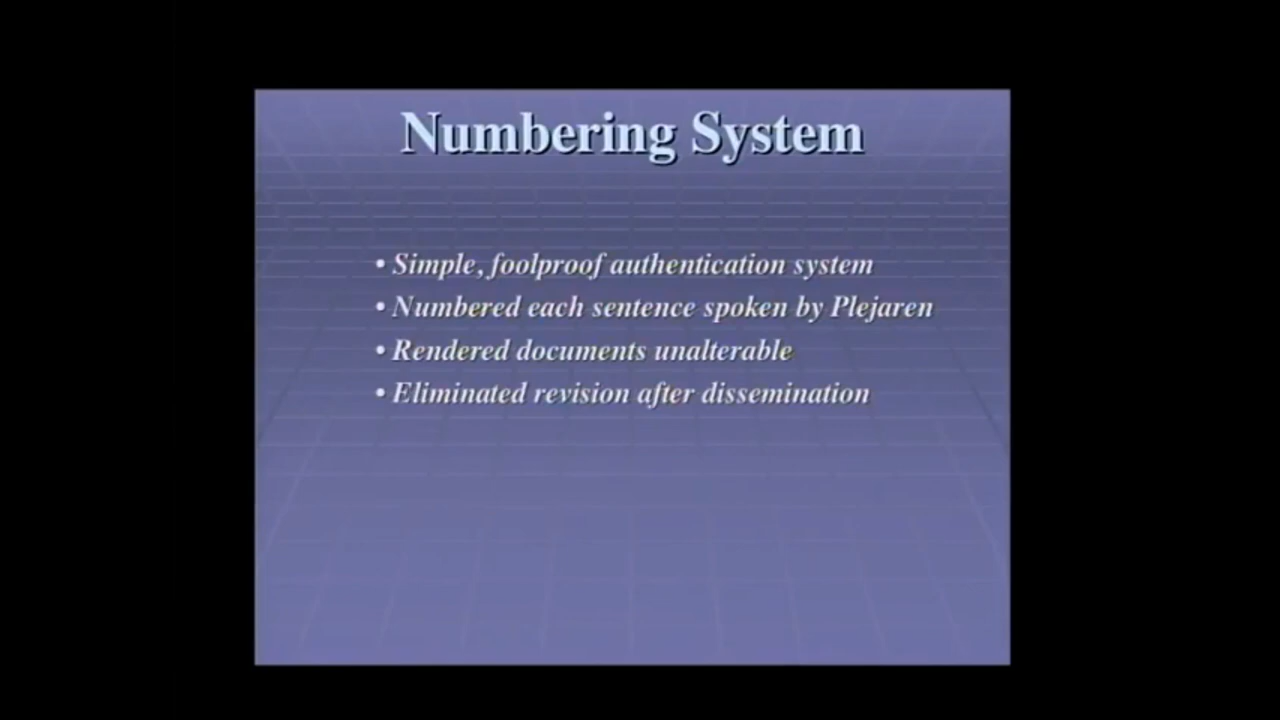 Numbering System
• Simple, foolproof authentication system
• Numbered each sentence spoken by Plejaren
• Rendered documents unalterable
• Eliminated revision after dissemination